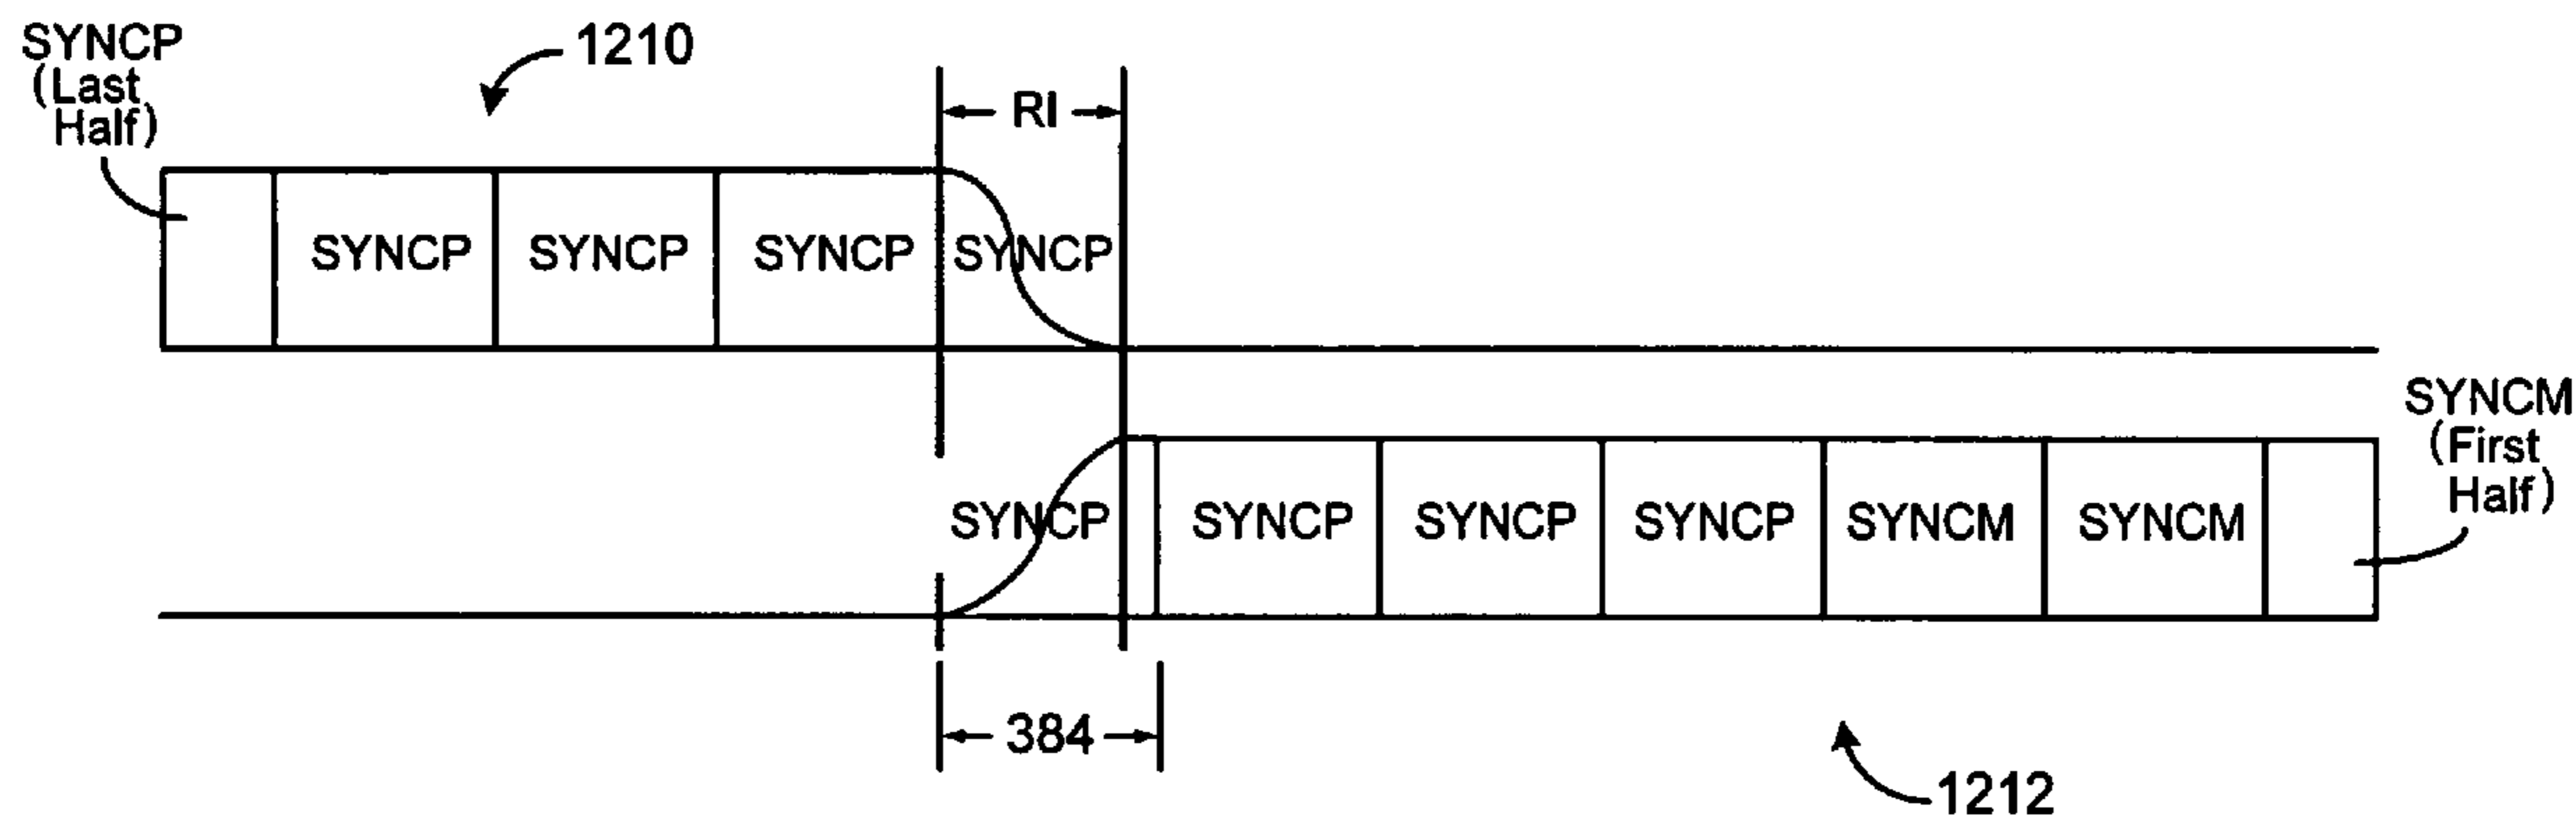 SYNCP
(Last
Half)
1210
RI
SYNCP SYNCP SYNCP SYNCP
SYNCM
(First
Half)
SYNCP SYNCP SYNCP SYNCP SYNCM SYNCM
384
1212